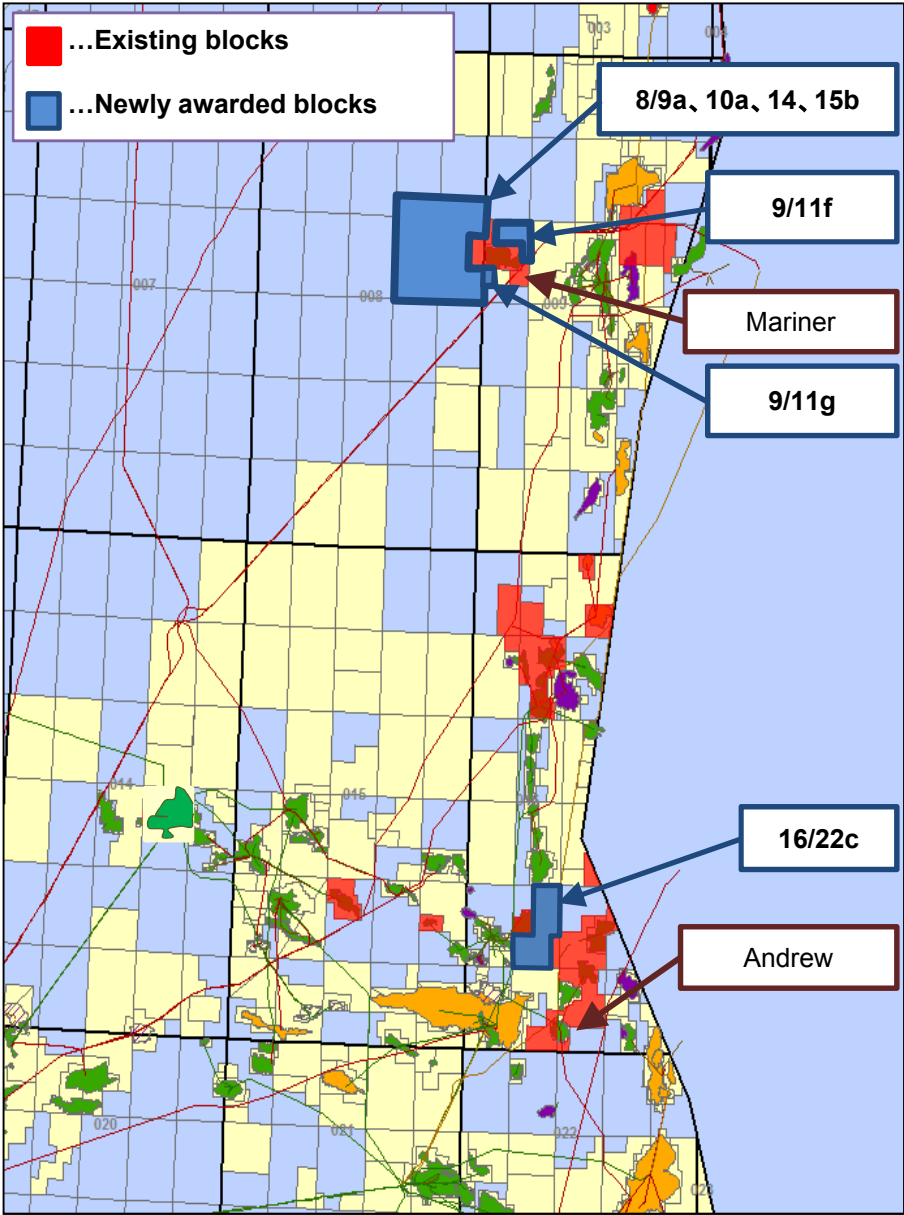 003
004
...Existing blocks
...Newly awarded blocks
8/9a、10a、14、15b
9/11f
007
008
009
Mariner
9/11g
014
015
16/22c
Andrew
020
021
022